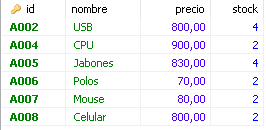 id nombre precio stock
A002 USB 800,00 4
A004 CPU 900,00 2
A005 Jabones 830,00 4
A006 Polos 70,00 2
A007 Mouse 80,00 2
A008 Celular 800,00 2